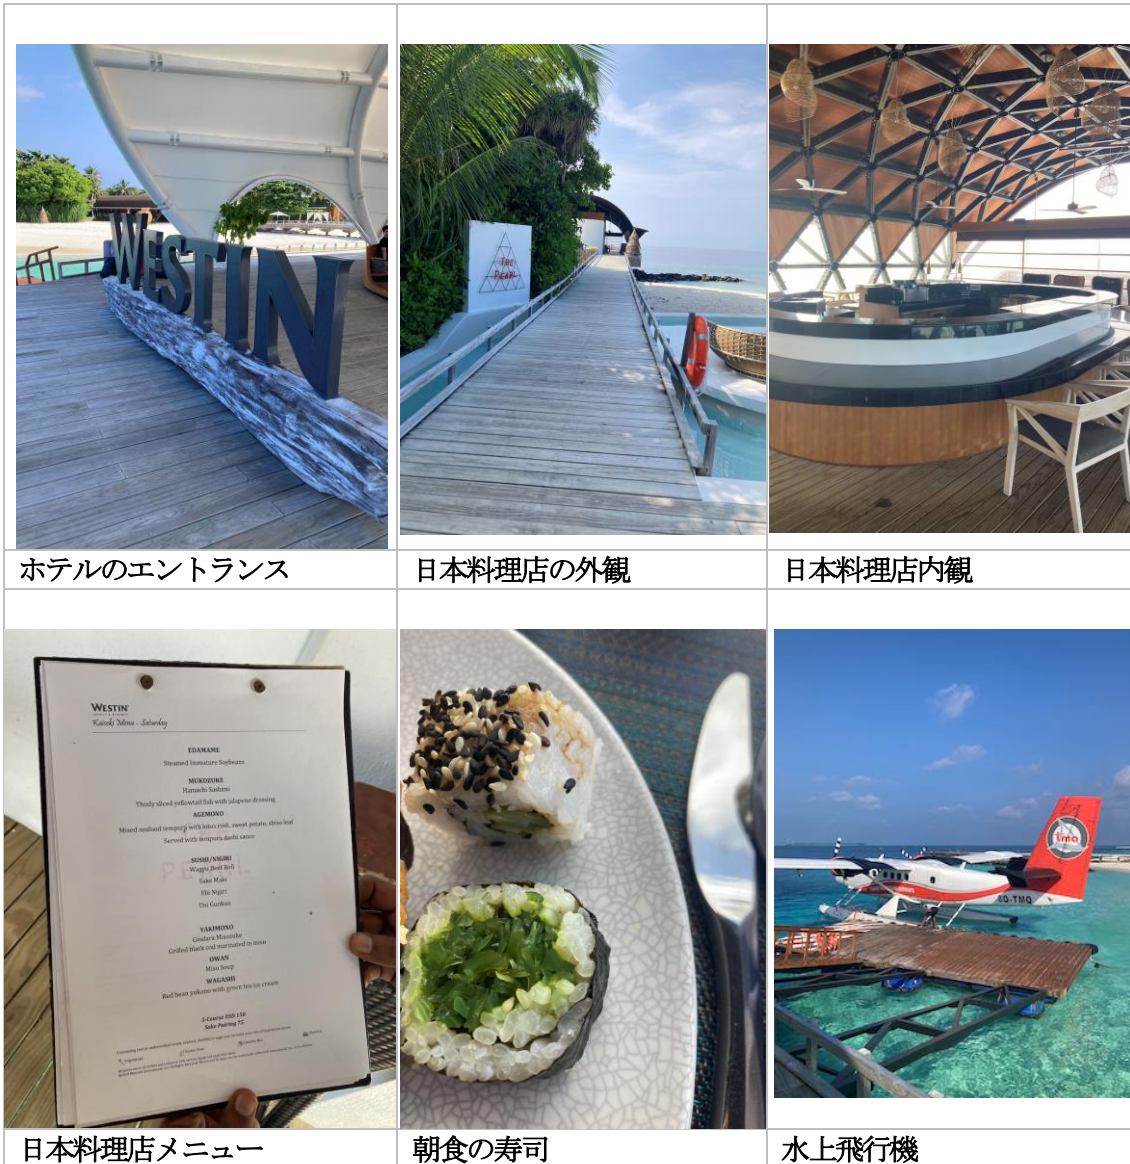 WESTIN
THE
PEARL
ホテルのエントランス
日本料理店の外観
日本料理店内観
WESTIN
Kaiseki Menu - Saturday
EDAMAME
Steamed Immature Soybeans
MUKOZUKE
Hamachi Sashimi
Thinly sliced yellowtail fish with jalapeno dressing
AGEMONO
Mixed seafood tempura with lotus root, sweet potato, shiso leaf
Served with tempura dashi sauce
SUSHI/NIGIRI
Wagyu Beef Roll
Sake Maki
Ebi Nigiri
Uni Gunkan
PEARL
YAKIMONO
Gindara Misozuke
Grilled black cod marinated in miso
OWAN
Miso Soup
WAGASHI
Red bean yokono with green tea ice cream
5-Course USD 150
Sake Pairing 75
tma
8Q-TMQ
日本料理店メニュー
朝食の寿司
水上飛行機